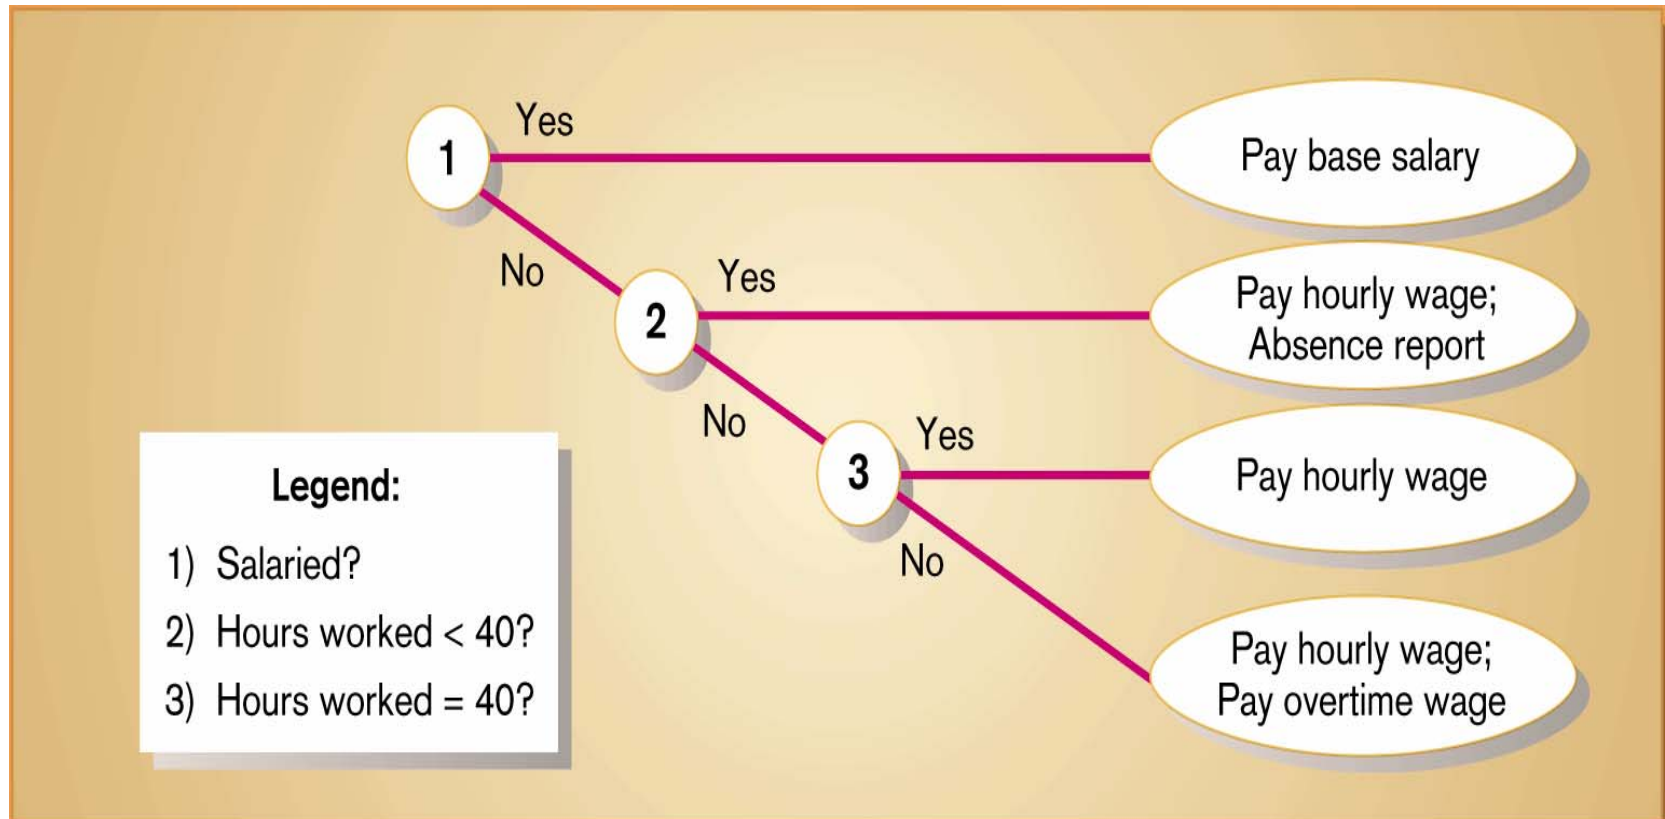 1
Yes
Pay base salary
No
2
Yes
Pay hourly wage;
Absence report
No
3
Yes
Pay hourly wage
No
Pay hourly wage;
Pay overtime wage
Legend:
1) Salaried?
2) Hours worked < 40?
3) Hours worked = 40?